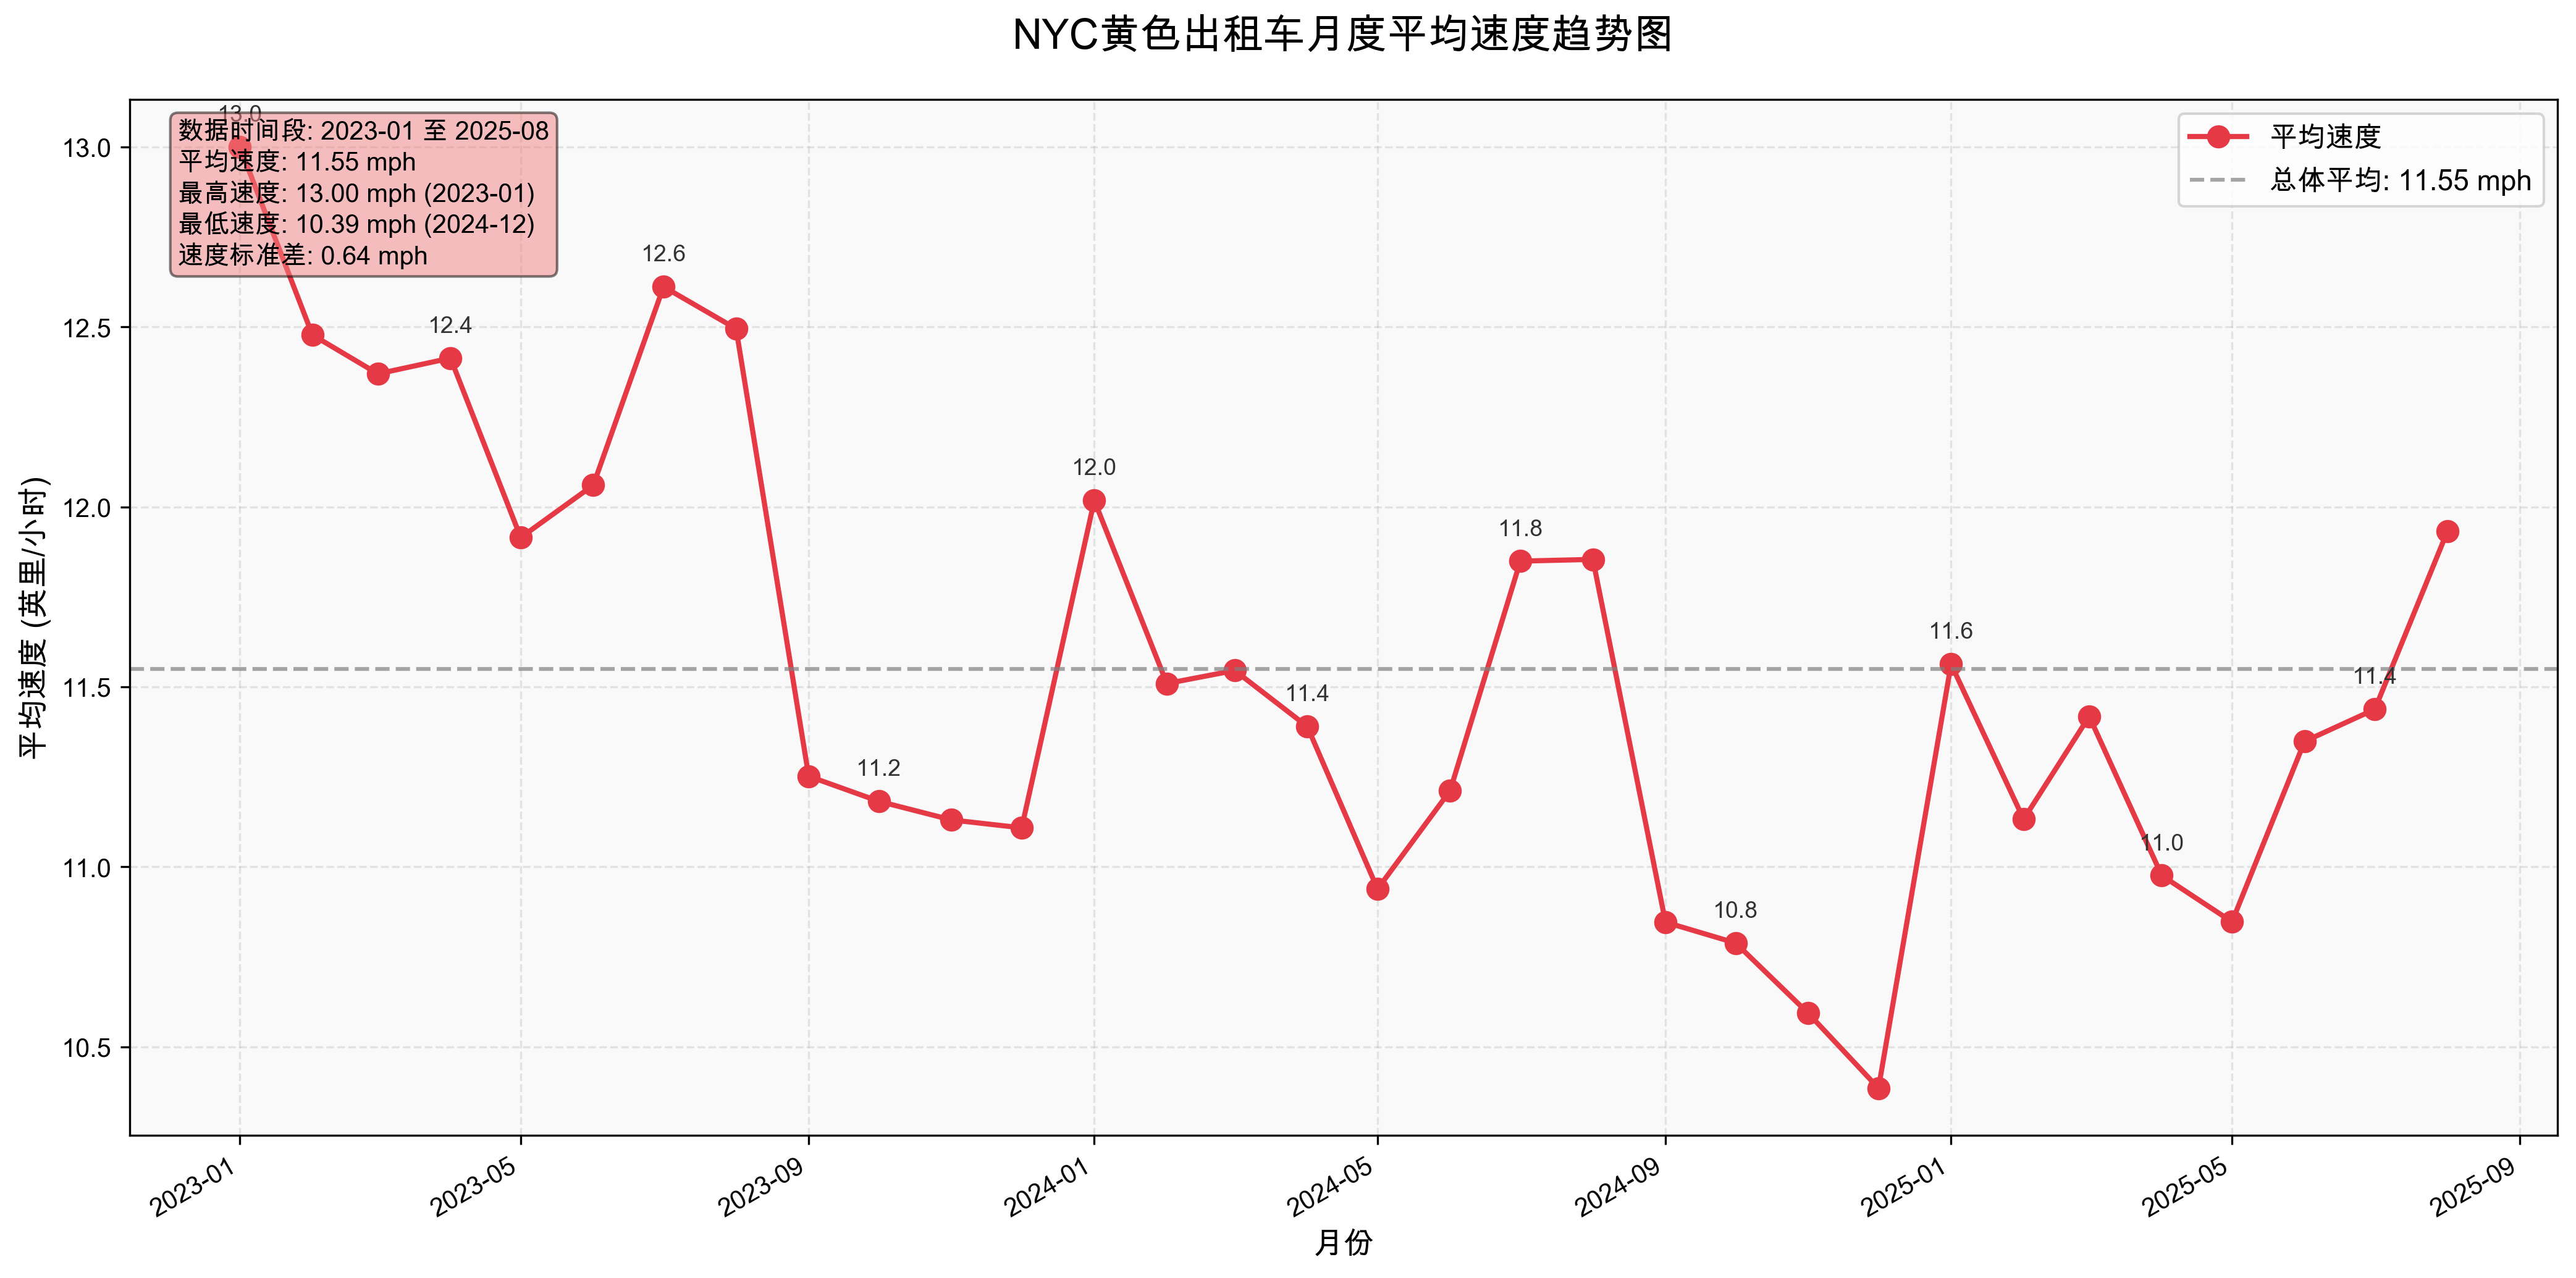 NYC黄色出租车月度平均速度趋势图
13.0
数据时间段: 2023-01 至 2025-08
平均速度: 11.55 mph
最高速度: 13.00 mph (2023-01)
最低速度: 10.39 mph (2024-12)
速度标准差: 0.64 mph
平均速度
总体平均: 11.55 mph
平均速度 (英里/小时)
13.0
12.5
12.0
11.5
11.0
10.5
12.4
12.6
11.2
12.0
11.4
11.8
10.8
11.6
11.0
11.4
2023-01
2023-05
2023-09
2024-01
2024-05
2024-09
2025-01
2025-05
2025-09
月份